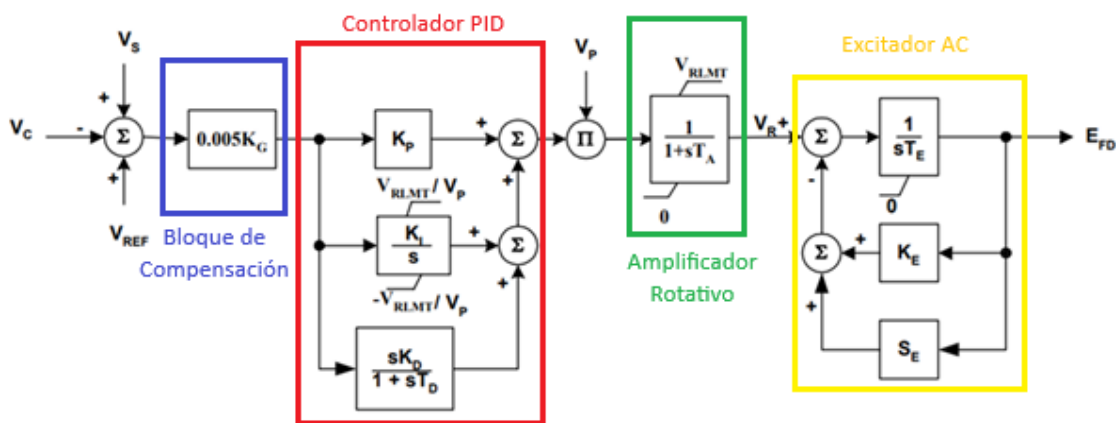 Controlador PID
Excitador AC
V_S
V_P
V_RLMT
+
V_C
-
Σ
+
V_REF
0.005K_G
Bloque de
Compensación
K_P
+
Σ
+
V_RLMT / V_P
K_I
s
+
Σ
+
-V_RLMT / V_P
sK_D
1 + sT_D
Π
1
1+sT_A
0
Amplificador
Rotativo
V_R
+
Σ
-
1
sT_E
0
E_FD
Σ
+
K_E
+
S_E